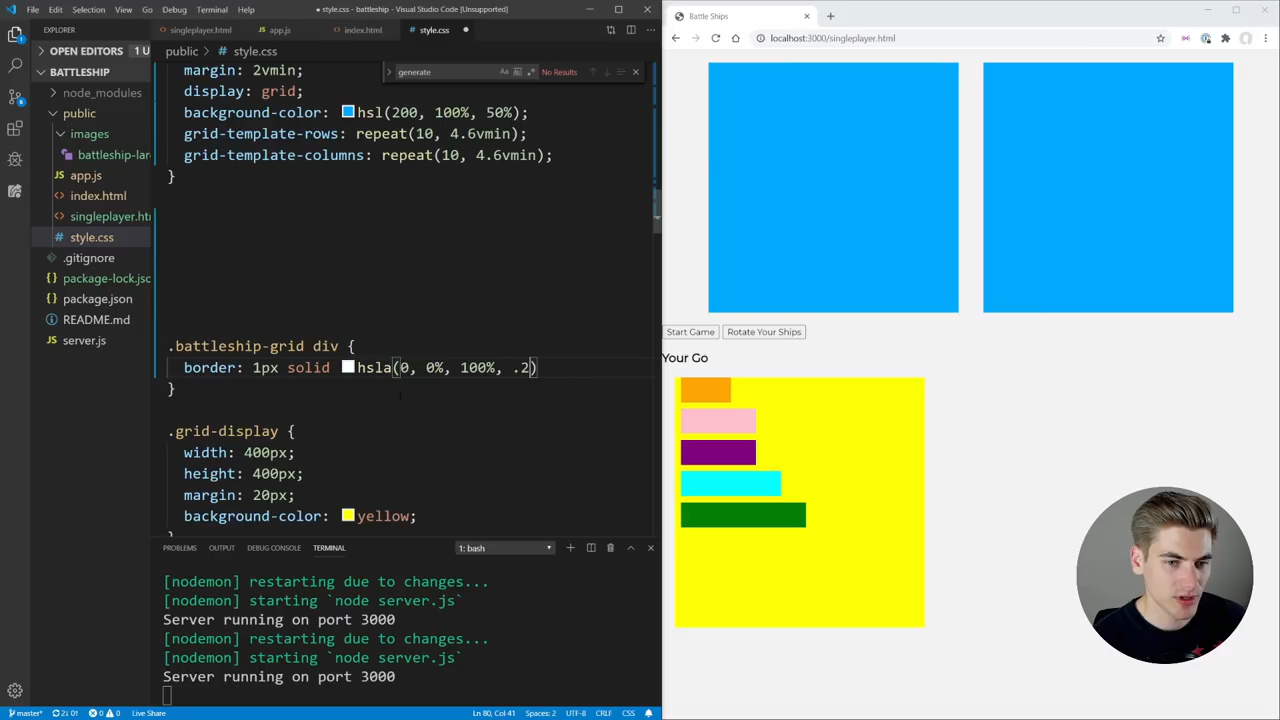 File Edit Selection View Go Debug Terminal Help
● style.css - battleship - Visual Studio Code [Unsupported]
EXPLORER
OPEN EDITORS 1 U
BATTLESHIP
node_modules
public
images
battleship-lar
app.js
index.html
singleplayer.ht
style.css
.gitignore
package-lock.jsc
package.json
README.md
server.js
singleplayer.html
app.js
index.html
style.css
public > style.css
generate
Aa
No Results
margin: 2vmin;
display: grid;
background-color: hsl(200, 100%, 50%);
grid-template-rows: repeat(10, 4.6vmin);
grid-template-columns: repeat(10, 4.6vmin);
}
.battleship-grid div {
border: 1px solid hsla(0, 0%, 100%, .2)
}
.grid-display {
width: 400px;
height: 400px;
margin: 20px;
background-color: yellow;
PROBLEMS OUTPUT DEBUG CONSOLE TERMINAL
1: bash
[nodemon] restarting due to changes...
[nodemon] starting `node server.js`
Server running on port 3000
[nodemon] restarting due to changes...
[nodemon] starting `node server.js`
Server running on port 3000
master* 2↓ 0↑ 0 0 Live Share
Ln 80, Col 41 Spaces: 2 UTF-8 CRLF CSS
Battle Ships
localhost:3000/singleplayer.html
Start Game
Rotate Your Ships
Your Go